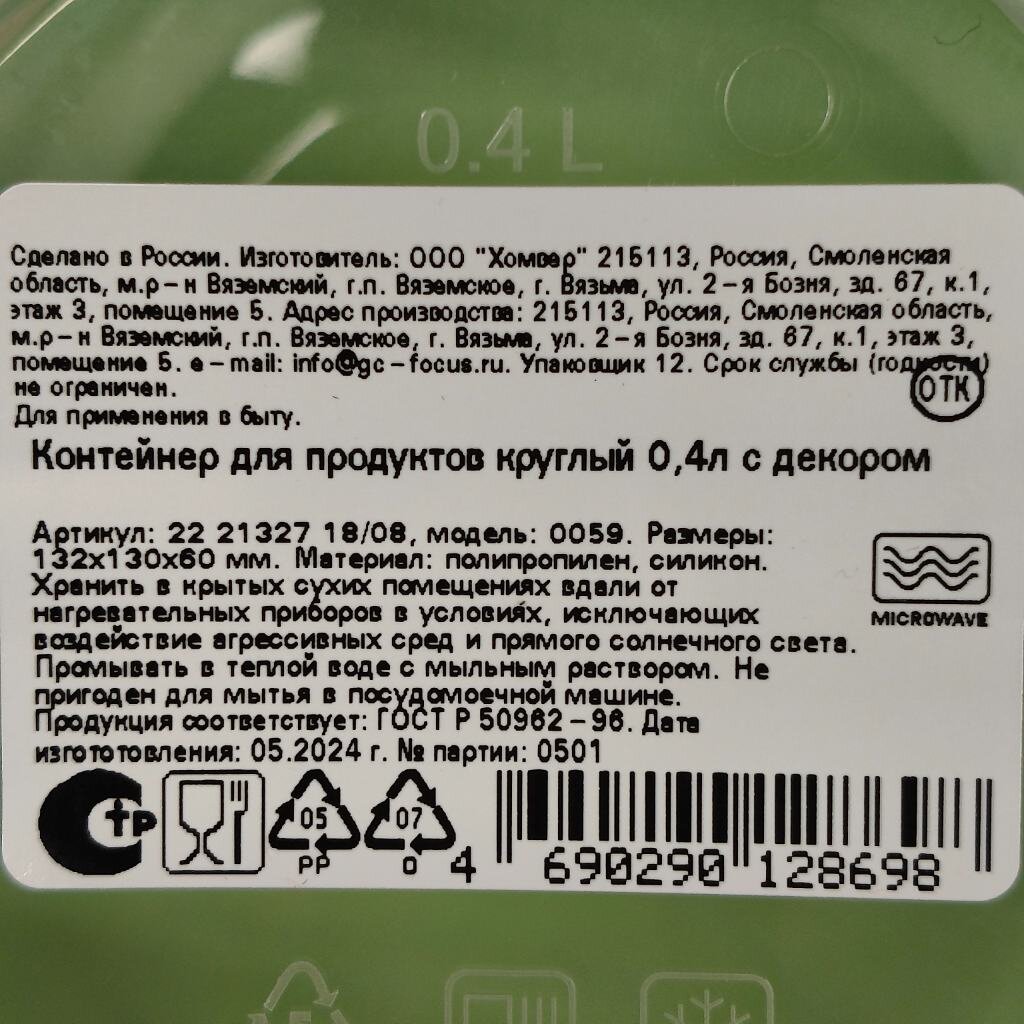 0.4 L
Сделано в России. Изготовитель: ООО "Хомвер" 215113, Россия, Смоленская
область, м.р-н Вяземский, г.п. Вяземское, г. Вязьма, ул. 2-я Бозня, зд. 67, к.1,
этаж 3, помещение 5. Адрес производства: 215113, Россия, Смоленская область,
м.р-н Вяземский, г.п. Вяземское, г. Вязьма, ул. 2-я Бозня, зд. 67, к.1, этаж 3,
помещение 5. e-mail: info@gc-focus.ru. Упаковщик 12. Срок службы (годности)
не ограничен.
ОТК
Для применения в быту.
Контейнер для продуктов круглый 0,4л с декором
Артикул: 22 21327 18/08, модель: 0059. Размеры:
132х130х60 мм. Материал: полипропилен, силикон.
Хранить в крытых сухих помещениях вдали от
нагревательных приборов в условиях, исключающих
воздействие агрессивных сред и прямого солнечного света.
Промывать в теплой воде с мыльным раствором. Не
пригоден для мытья в посудомоечной машине.
Продукция соответствует: ГОСТ Р 50962-96. Дата
изготовления: 05.2024 г. № партии: 0501
MICROWAVE
СТР
05
PP
07
O
4 690290 128698
5